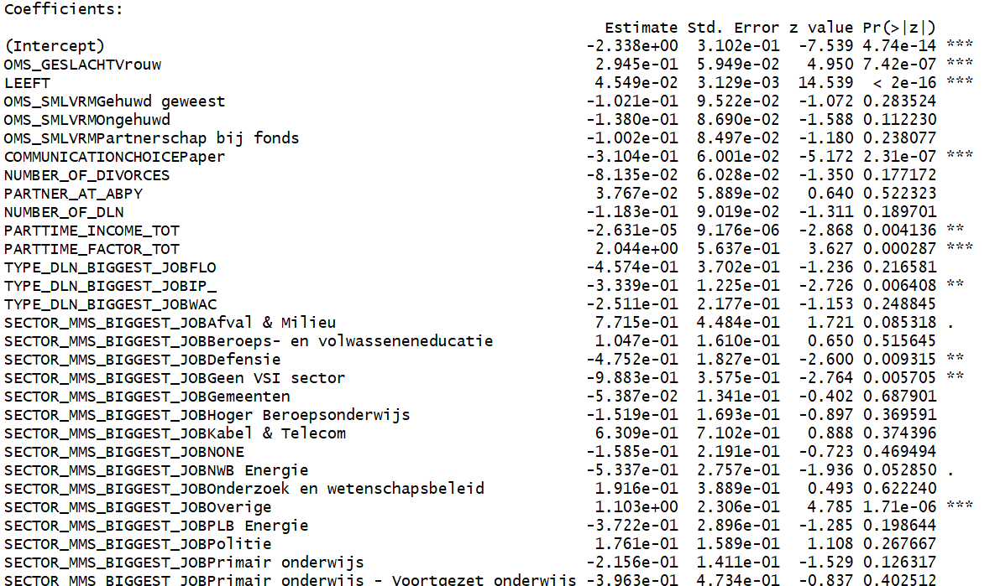 Coefficients:
Estimate Std. Error z value Pr(>|z|)
(Intercept) -2.338e+00 3.102e-01 -7.539 4.74e-14 ***
OMS_GESLACHTVrouw 2.945e-01 5.949e-02 4.950 7.42e-07 ***
LEEFT 4.549e-02 3.129e-03 14.539 < 2e-16 ***
OMS_SMLVRMGehuwd geweest -1.021e-01 9.522e-02 -1.072 0.283524
OMS_SMLVRMOngehuwd -1.380e-01 8.690e-02 -1.588 0.112230
OMS_SMLVRMPartnerschap bij fonds -1.002e-01 8.497e-02 -1.180 0.238077
COMMUNICATIONCHOICEPaper -3.104e-01 6.001e-02 -5.172 2.31e-07 ***
NUMBER_OF_DIVORCES -8.135e-02 6.028e-02 -1.350 0.177172
PARTNER_AT_ABPY 3.767e-02 5.889e-02 0.640 0.522323
NUMBER_OF_DLN -1.183e-01 9.019e-02 -1.311 0.189701
PARTTIME_INCOME_TOT -2.631e-05 9.176e-06 -2.868 0.004136 **
PARTTIME_FACTOR_TOT 2.044e+00 5.637e-01 3.627 0.000287 ***
TYPE_DLN_BIGGEST_JOBFLO -4.574e-01 3.702e-01 -1.236 0.216581
TYPE_DLN_BIGGEST_JOBIP_ -3.339e-01 1.225e-01 -2.726 0.006408 **
TYPE_DLN_BIGGEST_JOBWAC -2.511e-01 2.177e-01 -1.153 0.248845
SECTOR_MMS_BIGGEST_JOBAfval & Milieu 7.715e-01 4.484e-01 1.721 0.085318 .
SECTOR_MMS_BIGGEST_JOBBeroeps- en volwasseneneducatie 1.047e-01 1.610e-01 0.650 0.515645
SECTOR_MMS_BIGGEST_JOBDefensie -4.752e-01 1.827e-01 -2.600 0.009315 **
SECTOR_MMS_BIGGEST_JOBGeen VSI sector -9.883e-01 3.575e-01 -2.764 0.005705 **
SECTOR_MMS_BIGGEST_JOBGemeenten -5.387e-02 1.341e-01 -0.402 0.687901
SECTOR_MMS_BIGGEST_JOBHoger Beroepsonderwijs -1.519e-01 1.693e-01 -0.897 0.369591
SECTOR_MMS_BIGGEST_JOBKabel & Telecom 6.309e-01 7.102e-01 0.888 0.374396
SECTOR_MMS_BIGGEST_JOBNONE -1.585e-01 2.191e-01 -0.723 0.469494
SECTOR_MMS_BIGGEST_JOBNWB Energie -5.337e-01 2.757e-01 -1.936 0.052850 .
SECTOR_MMS_BIGGEST_JOBOnderzoek en wetenschapsbeleid 1.916e-01 3.889e-01 0.493 0.622240
SECTOR_MMS_BIGGEST_JOBOverige 1.103e+00 2.306e-01 4.785 1.71e-06 ***
SECTOR_MMS_BIGGEST_JOBPLB Energie -3.722e-01 2.896e-01 -1.285 0.198644
SECTOR_MMS_BIGGEST_JOBPolitie 1.761e-01 1.589e-01 1.108 0.267667
SECTOR_MMS_BIGGEST_JOBPrimair onderwijs -2.156e-01 1.411e-01 -1.529 0.126317
SECTOR MMS BIGGEST JOBPrimair onderwijs - Voortgezet onderwijs -3.963e-01 4.734e-01 -0.837 0.402512